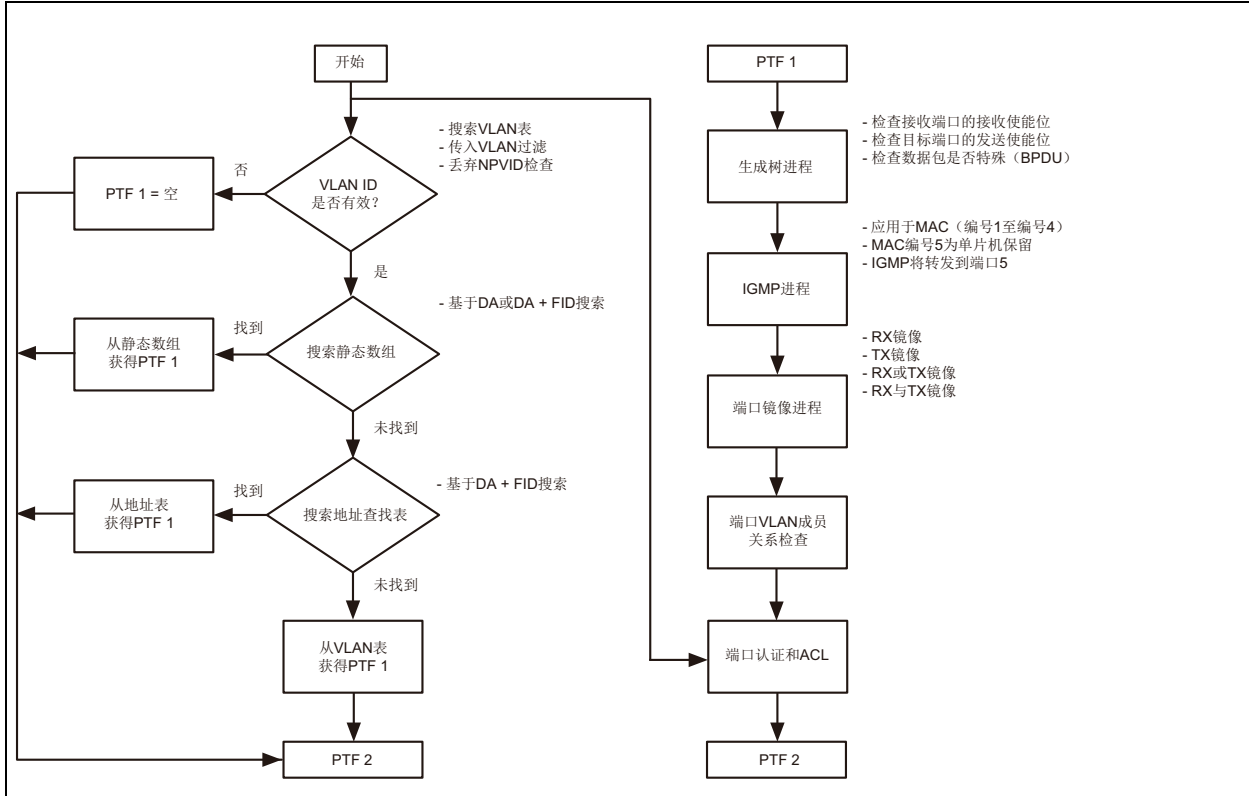 开始
- 搜索VLAN表
- 传入VLAN过滤
- 丢弃NPVID检查
否
VLAN ID
是否有效?
PTF 1 = 空
是
- 基于DA或DA + FID搜索
找到
从静态数组
获得PTF 1
搜索静态数组
未找到
- 基于DA + FID搜索
找到
从地址表
获得PTF 1
搜索地址查找表
未找到
从VLAN表
获得PTF 1
PTF 2
PTF 1
- 检查接收端口的接收使能位
- 检查目标端口的发送使能位
- 检查数据包是否特殊（BPDU）
生成树进程
- 应用于MAC（编号1至编号4）
- MAC编号5为单片机保留
- IGMP将转发到端口5
IGMP进程
- RX镜像
- TX镜像
- RX或TX镜像
- RX与TX镜像
端口镜像进程
端口VLAN成员
关系检查
端口认证和ACL
PTF 2